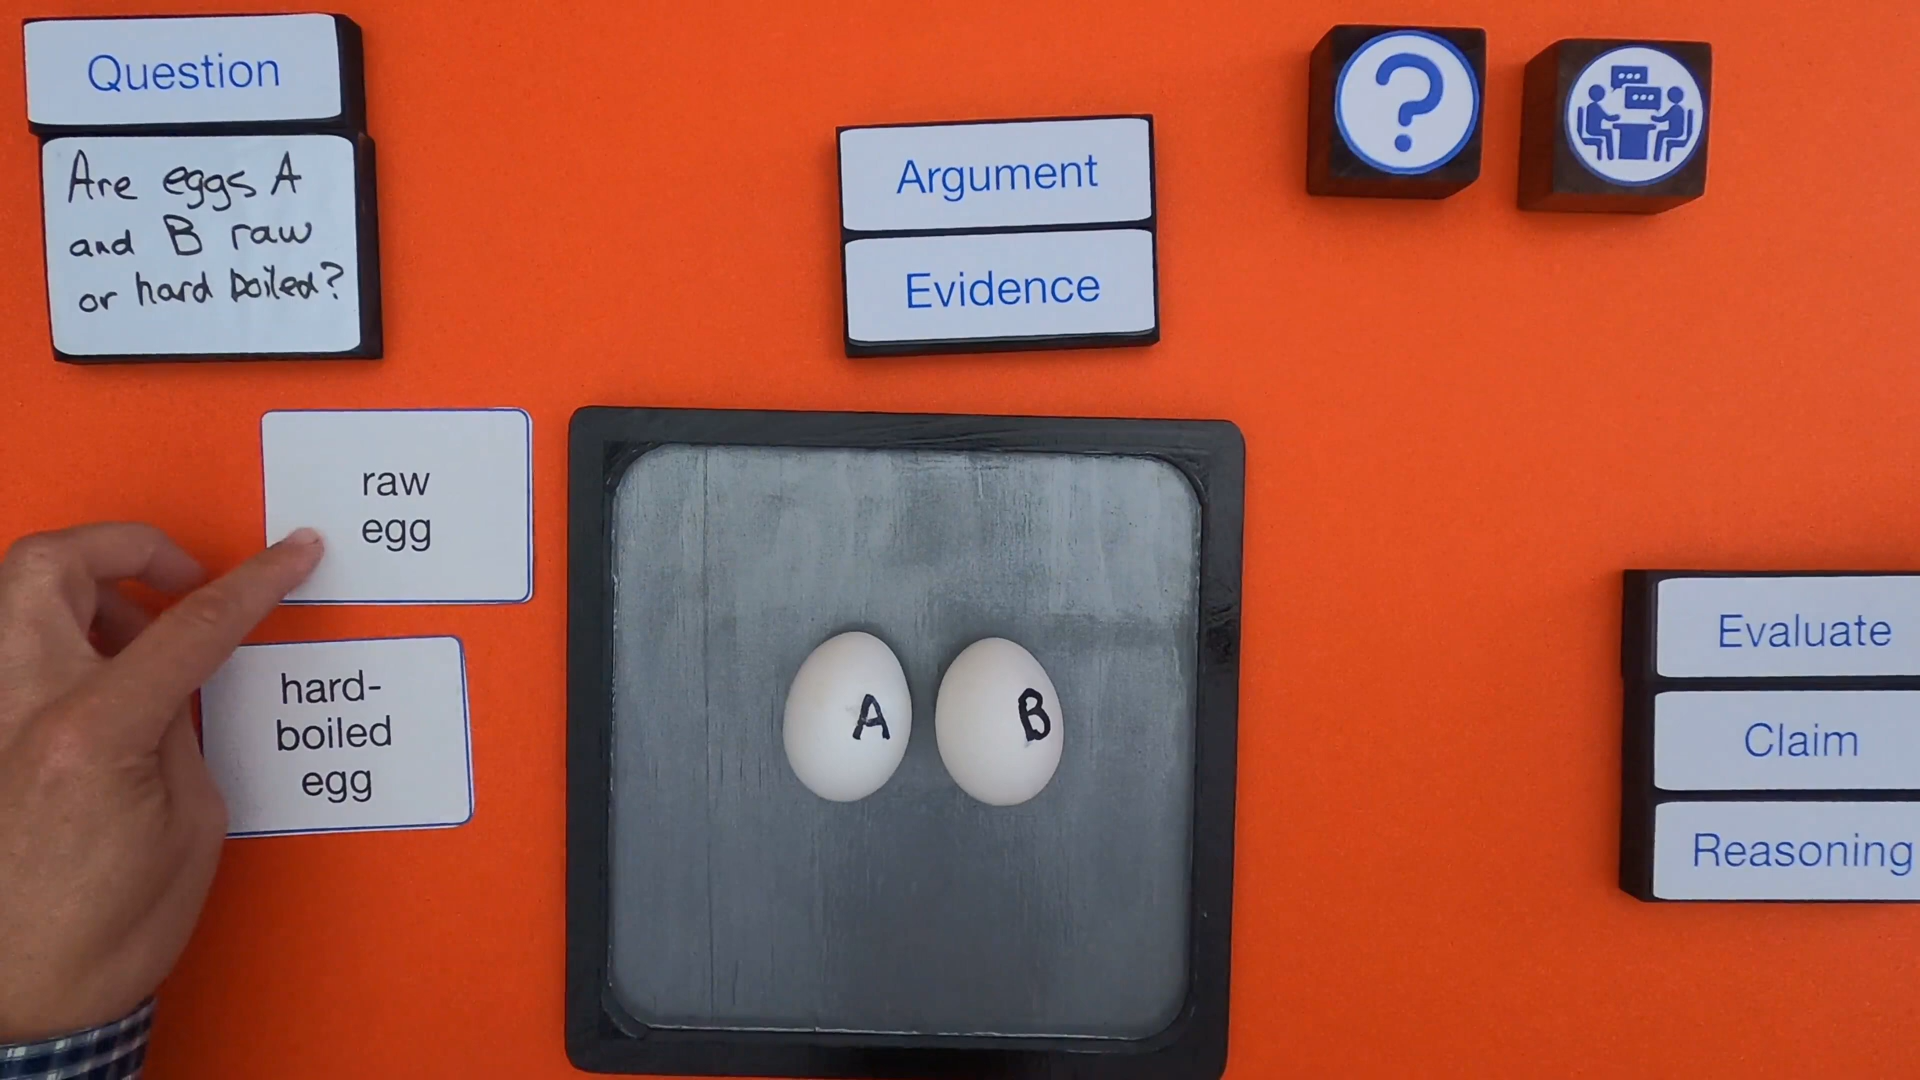 Question
Are eggs A
and B raw
or hard boiled?
Argument
Evidence
?
raw
egg
hard-
boiled
egg
A
B
Evaluate
Claim
Reasoning